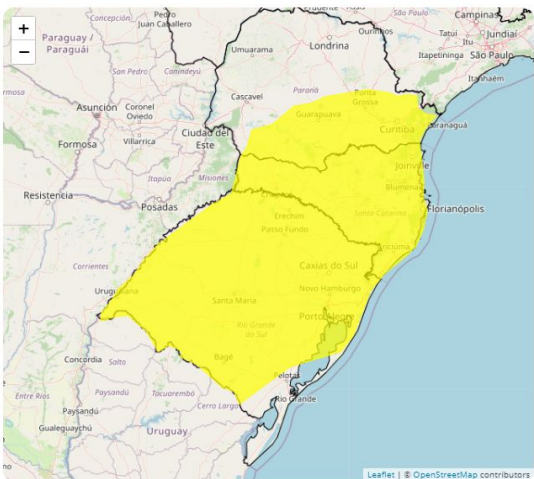 +
−
Concepción
Pedro
Juan Caballero
Paraguay /
Paraguái
San Pedro
Canindeyú
Asunción
Coronel
Oviedo
Villarrica
Formosa
Resistencia
Ciudad del
Este
Itapúa
Misiones
Posadas
Corrientes
Umuarama
Londrina
Ourinhos
São Paulo
Campinas
Tatuí
Itu
Jundiaí
São Paulo
Itapetininga
Itanhaém
Cascavel
Paraná
Ponta
Grossa
Guarapuava
Curitiba
Paranaguá
Joinville
Blumenau
Santa Catarina
Florianópolis
Erechim
Passo Fundo
Criciúma
Caxias do Sul
Novo Hamburgo
Santa Maria
Porto Alegre
Rio Grande
do Sul
Bagé
Pelotas
Rio Grande
Concordia
Salto
Entre Ríos
Paysandú
Paysandú
Tacuarembó
Cerro Largo
Gualeguaychú
Uruguay
Leaflet | © OpenStreetMap contributors